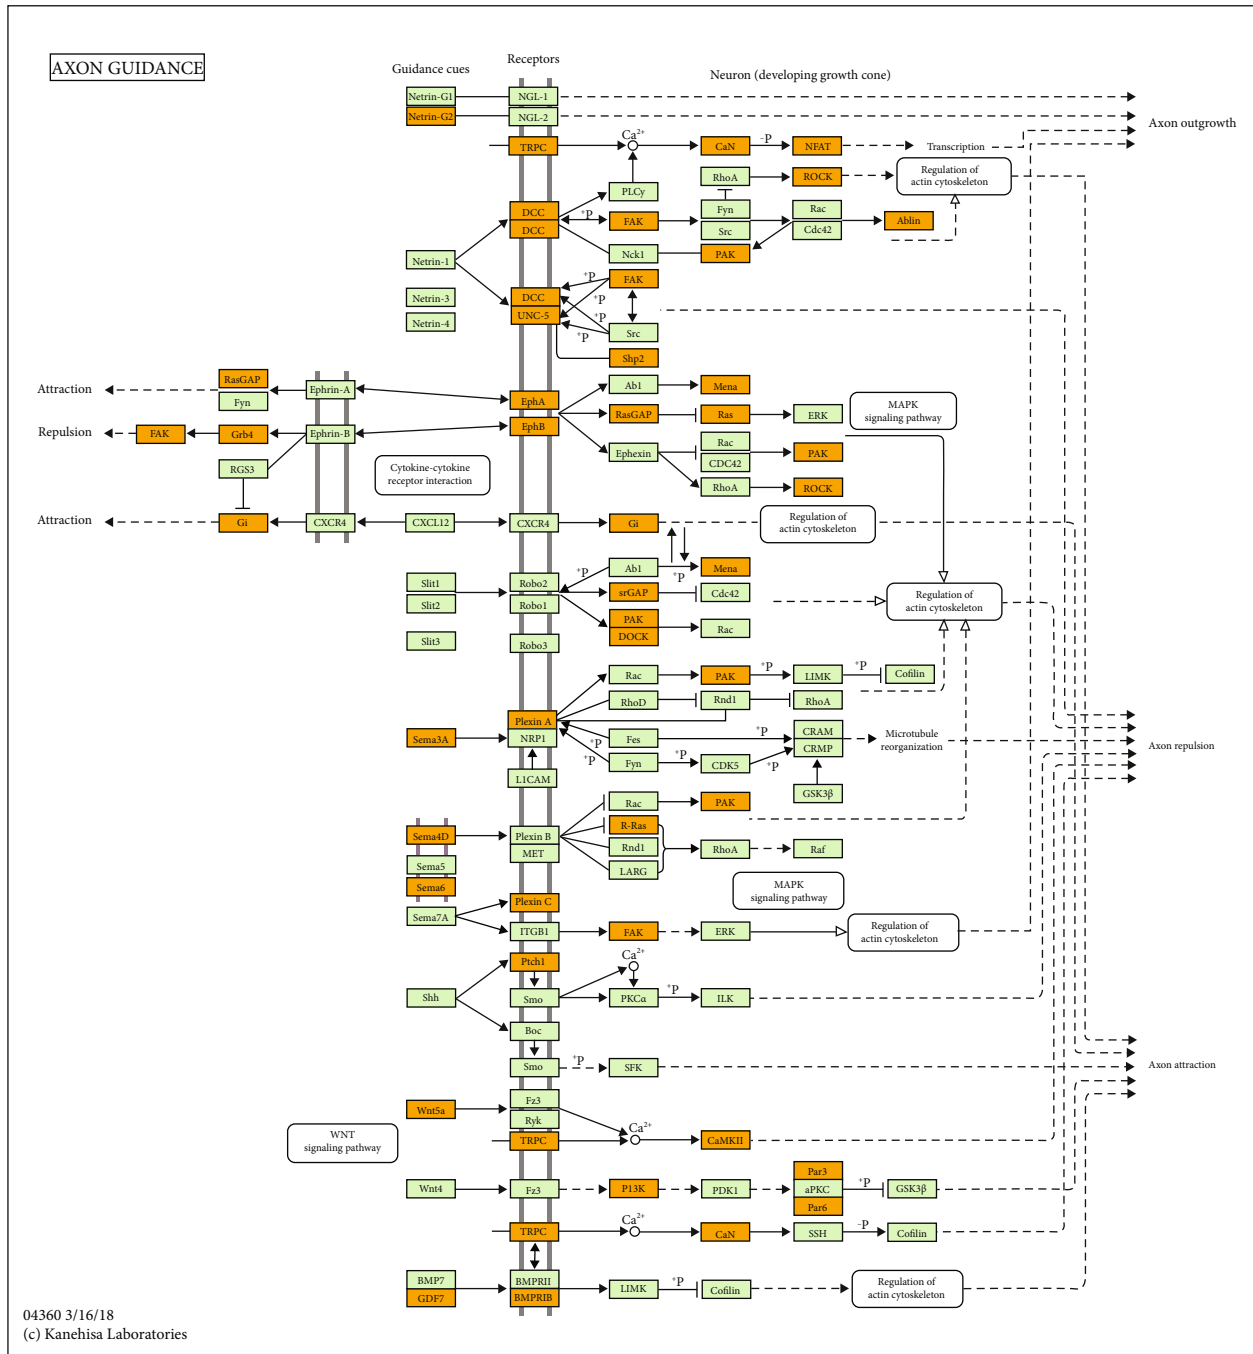 AXON GUIDANCE
Guidance cues
Receptors
Neuron (developing growth cone)
Netrin-G1
NGL-1
Netrin-G2
NGL-2
Axon outgrowth
TRPC
Ca2+
CaN
-P
NFAT
Transcription
PLCy
RhoA
ROCK
Regulation of
actin cytoskeleton
DCC
DCC
+P
FAK
Fyn
Src
Rac
Cdc42
Ablin
Nck1
PAK
Netrin-1
Netrin-3
Netrin-4
DCC
UNC-5
+P
+P
+P
+P
FAK
Src
Shp2
Attraction
RasGAP
Fyn
Ephrin-A
EphA
Ab1
Mena
Repulsion
FAK
Grb4
Ephrin-B
EphB
RasGAP
Ras
ERK
MAPK
signaling pathway
RGS3
Cytokine-cytokine
receptor interaction
Ephexin
Rac
CDC42
PAK
RhoA
ROCK
Attraction
Gi
CXCR4
CXCL12
CXCR4
Gi
Regulation of
actin cytoskeleton
+P
Ab1
+P
Mena
Slit1
Slit2
Slit3
Robo2
Robo1
Robo3
srGAP
Cdc42
PAK
DOCK
Rac
Regulation of
actin cytoskeleton
Rac
PAK
+P
LIMK
+P
Cofilin
RhoD
Rnd1
RhoA
Sema3A
Plexin A
NRP1
L1CAM
+P
+P
Fes
+P
CRAM
CRMP
Microtubule
reorganization
Axon repulsion
Fyn
+P
CDK5
+P
GSK3β
Rac
PAK
Sema4D
Plexin B
MET
R-Ras
Rnd1
LARG
RhoA
Raf
Sema5
Sema6
Sema7A
Plexin C
ITGB1
MAPK
signaling pathway
FAK
ERK
Regulation of
actin cytoskeleton
Shh
Ptch1
Smo
Ca2+
PKCα
+P
ILK
Boc
Smo
+P
SFK
Axon attraction
Wnt5a
Fz3
Ryk
TRPC
Ca2+
CaMKII
WNT
signaling pathway
Wnt4
Fz3
P13K
PDK1
Par3
aPKC
Par6
+P
GSK3β
TRPC
Ca2+
CaN
SSH
-P
Cofilin
BMP7
GDF7
BMPRII
BMPRIB
LIMK
+P
Cofilin
Regulation of
actin cytoskeleton
04360 3/16/18
(c) Kanehisa Laboratories